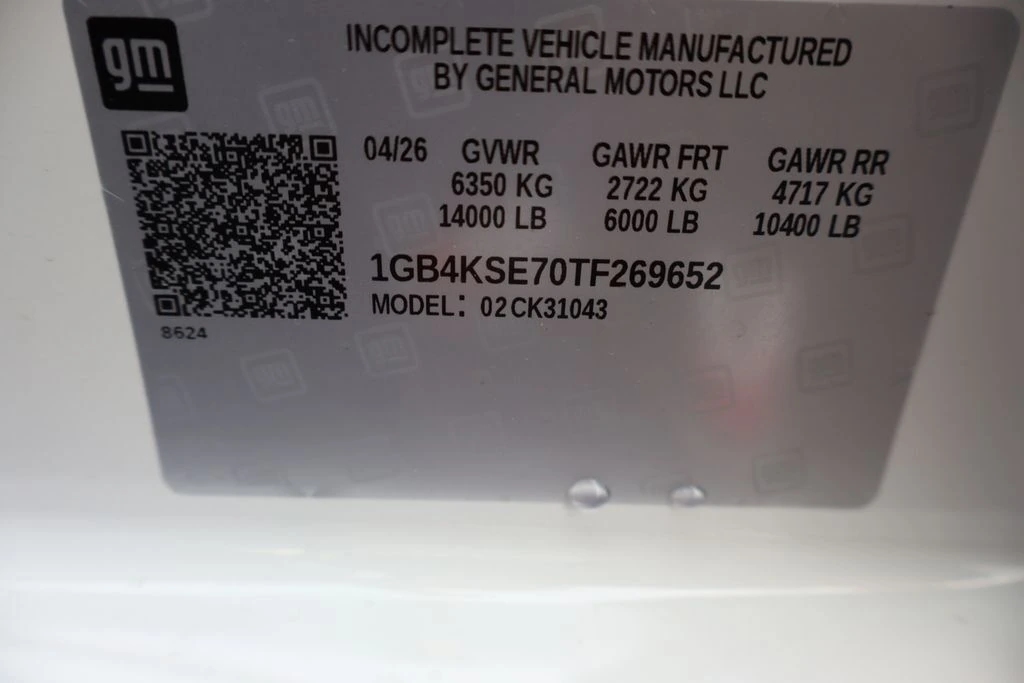 gm
INCOMPLETE VEHICLE MANUFACTURED
BY GENERAL MOTORS LLC
04/26 GVWR GAWR FRT GAWR RR
6350 KG 2722 KG 4717 KG
14000 LB 6000 LB 10400 LB
1GB4KSE70TF269652
MODEL: 02CK31043
8624